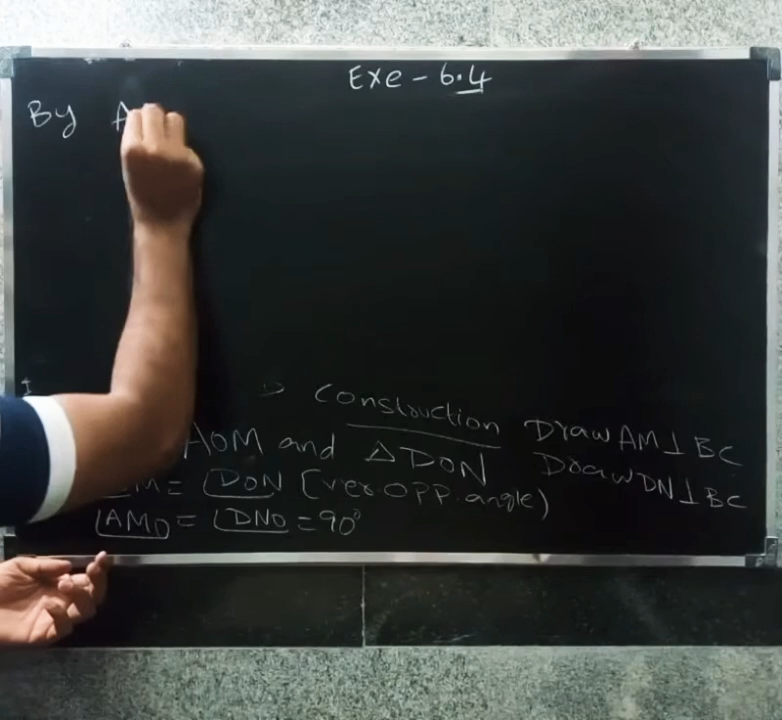 Exe - 6.4
By A
⇒ Construction Draw AM⊥BC
AOM and △DON Draw DN⊥BC
M = ∠DON [ver.OPP.angle)
∠AMO = ∠DNO = 90°